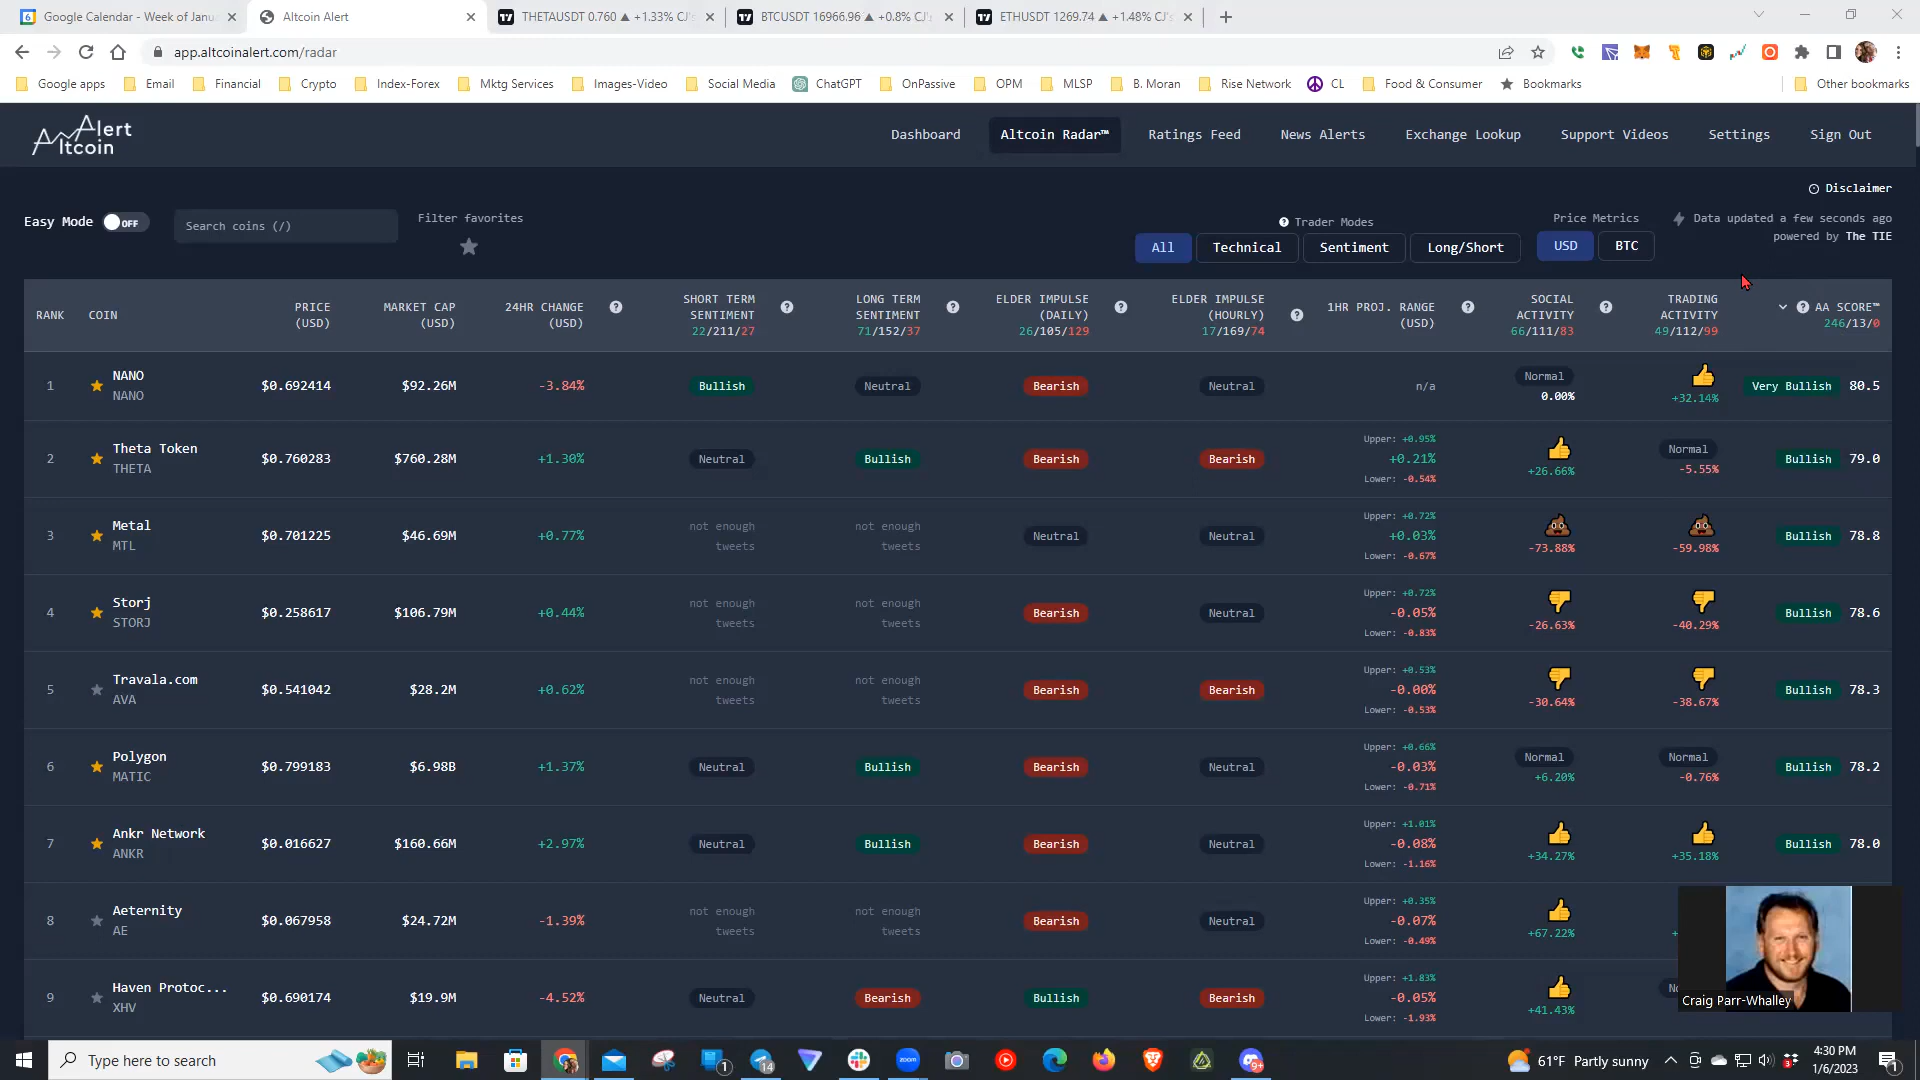 Google Calendar - Week of Janu
Altcoin Alert
THETAUSDT 0.760 ▲ +1.33% CJ's
BTCUSDT 16966.96 ▲ +0.8% CJ's
ETHUSDT 1269.74 ▲ +1.48% CJ's
app.altcoinalert.com/radar
Google apps
Email
Financial
Crypto
Index-Forex
Mktg Services
Images-Video
Social Media
ChatGPT
OnPassive
OPM
MLSP
B. Moran
Rise Network
CL
Food & Consumer
Bookmarks
Other bookmarks
Alert
Altcoin
Dashboard
Altcoin Radar™
Ratings Feed
News Alerts
Exchange Lookup
Support Videos
Settings
Sign Out
Disclaimer
Easy Mode OFF
Search coins (/)
Filter favorites
Trader Modes
All Technical Sentiment Long/Short
Price Metrics
USD BTC
Data updated a few seconds ago
powered by The TIE
RANK
COIN
PRICE
(USD)
MARKET CAP
(USD)
24HR CHANGE
(USD)
SHORT TERM
SENTIMENT
22/211/27
LONG TERM
SENTIMENT
71/152/37
ELDER IMPULSE
(DAILY)
26/105/129
ELDER IMPULSE
(HOURLY)
17/169/74
1HR PROJ. RANGE
(USD)
SOCIAL
ACTIVITY
66/111/83
TRADING
ACTIVITY
49/112/99
AA SCORE™
246/13/0
1
NANO
NANO
$0.692414
$92.26M
-3.84%
Bullish
Neutral
Bearish
Neutral
n/a
Normal
0.00%
+32.14%
Very Bullish 80.5
2
Theta Token
THETA
$0.760283
$760.28M
+1.30%
Neutral
Bullish
Bearish
Bearish
Upper: +0.95%
+0.21%
Lower: -0.54%
+26.66%
Normal
-5.55%
Bullish 79.0
3
Metal
MTL
$0.701225
$46.69M
+0.77%
not enough
tweets
not enough
tweets
Neutral
Neutral
Upper: +0.72%
+0.03%
Lower: -0.67%
-73.88%
-59.98%
Bullish 78.8
4
Storj
STORJ
$0.258617
$106.79M
+0.44%
not enough
tweets
not enough
tweets
Bearish
Neutral
Upper: +0.72%
-0.05%
Lower: -0.83%
-26.63%
-40.29%
Bullish 78.6
5
Travala.com
AVA
$0.541042
$28.2M
+0.62%
not enough
tweets
not enough
tweets
Bearish
Bearish
Upper: +0.53%
-0.00%
Lower: -0.53%
-30.64%
-38.67%
Bullish 78.3
6
Polygon
MATIC
$0.799183
$6.98B
+1.37%
Neutral
Bullish
Bearish
Neutral
Upper: +0.66%
-0.03%
Lower: -0.71%
Normal
+6.20%
Normal
-0.76%
Bullish 78.2
7
Ankr Network
ANKR
$0.016627
$160.66M
+2.97%
Neutral
Bullish
Bearish
Neutral
Upper: +1.01%
-0.08%
Lower: -1.16%
+34.27%
+35.18%
Bullish 78.0
8
Aeternity
AE
$0.067958
$24.72M
-1.39%
not enough
tweets
not enough
tweets
Bearish
Neutral
Upper: +0.35%
-0.07%
Lower: -0.49%
+67.22%
9
Haven Protoc...
XHV
$0.690174
$19.9M
-4.52%
Neutral
Bearish
Bullish
Bearish
Upper: +1.83%
-0.05%
Lower: -1.93%
+41.43%
Craig Parr-Whalley
Type here to search
61°F Partly sunny
4:30 PM
1/6/2023